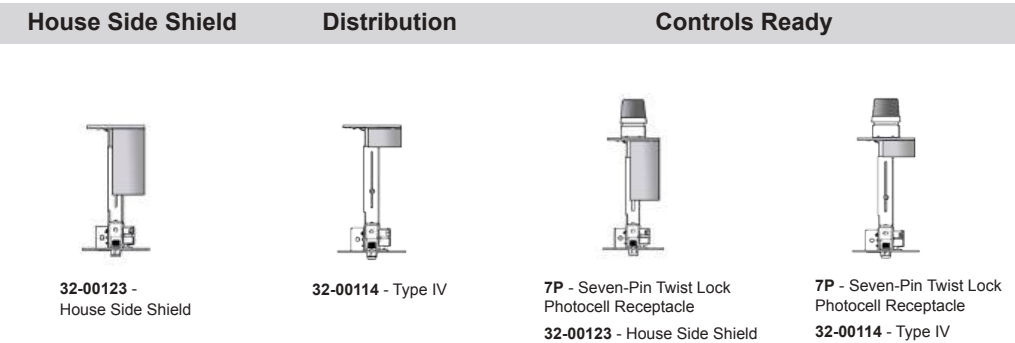 House Side Shield
Distribution
Controls Ready
32-00123 -
House Side Shield
32-00114 - Type IV
7P - Seven-Pin Twist Lock
Photocell Receptacle
32-00123 - House Side Shield
7P - Seven-Pin Twist Lock
Photocell Receptacle
32-00114 - Type IV